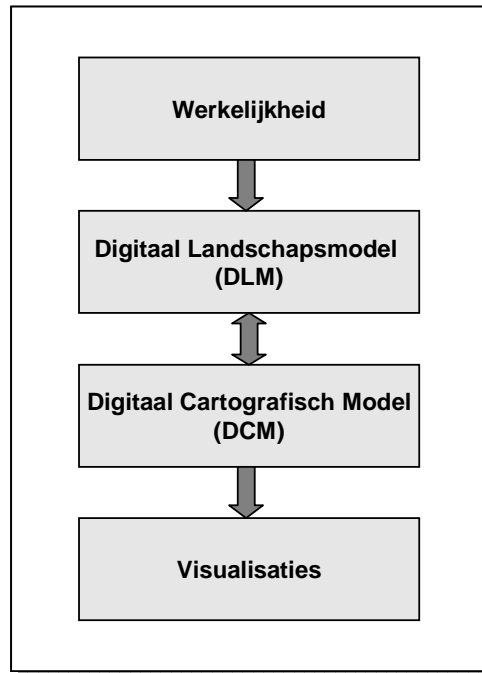 Werkelijkheid
Digitaal Landschapsmodel
(DLM)
Digitaal Cartografisch Model
(DCM)
Visualisaties